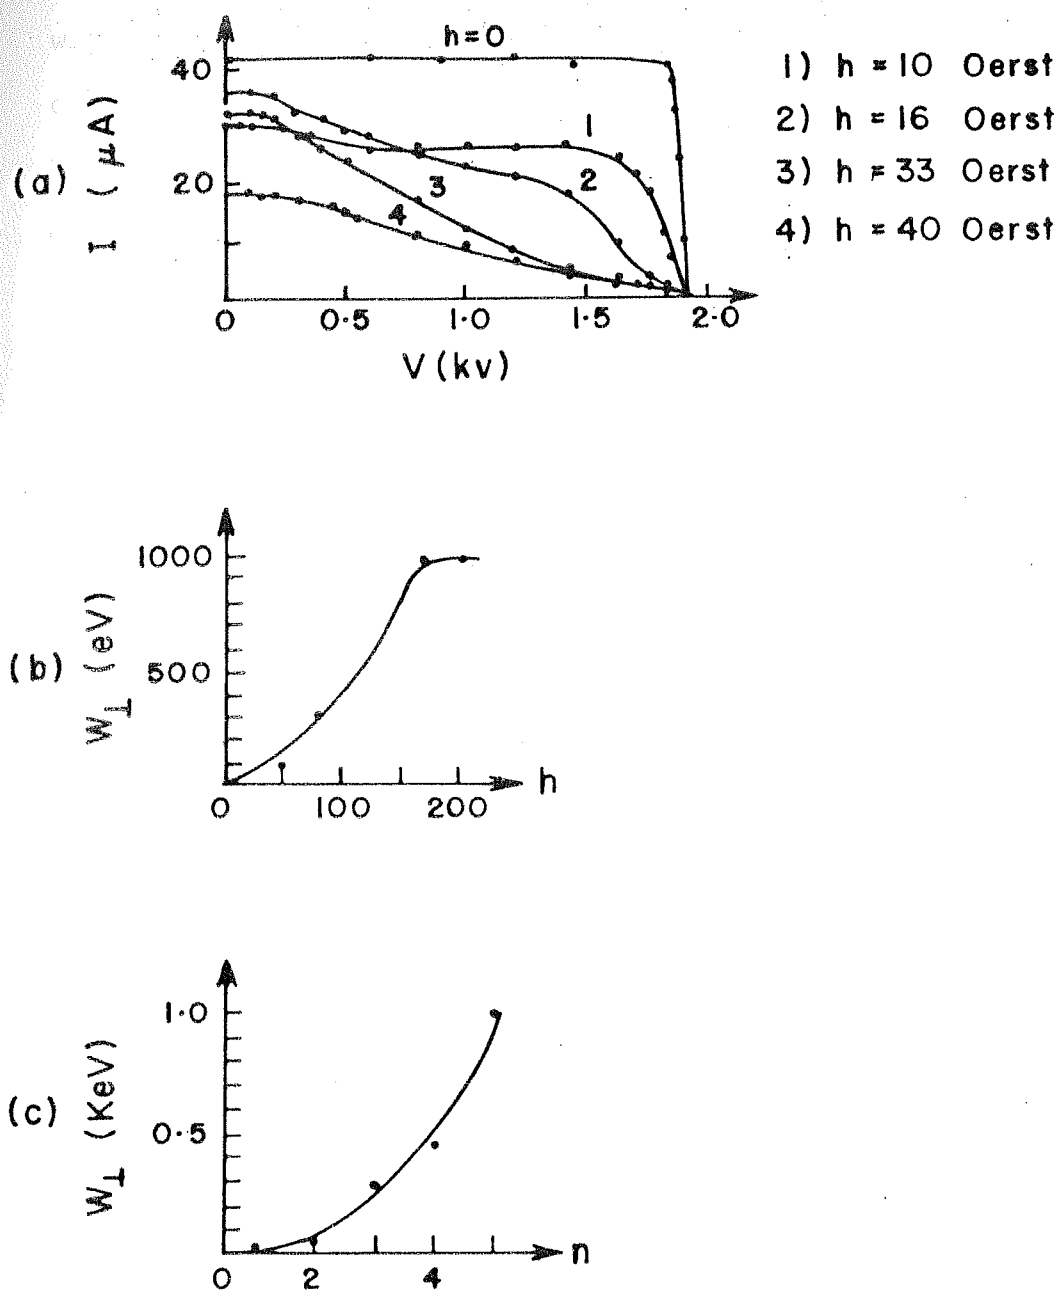 h=0
1) h = 10 Oerst
2) h = 16 Oerst
3) h = 33 Oerst
4) h = 40 Oerst
(a)
I (μA)
40
20
1
2
3
4
0 0.5 1.0 1.5 2.0
V (kv)
(b)
W⊥ (eV)
1000
500
0 100 200
h
(c)
W⊥ (KeV)
1.0
0.5
0 2 4
n